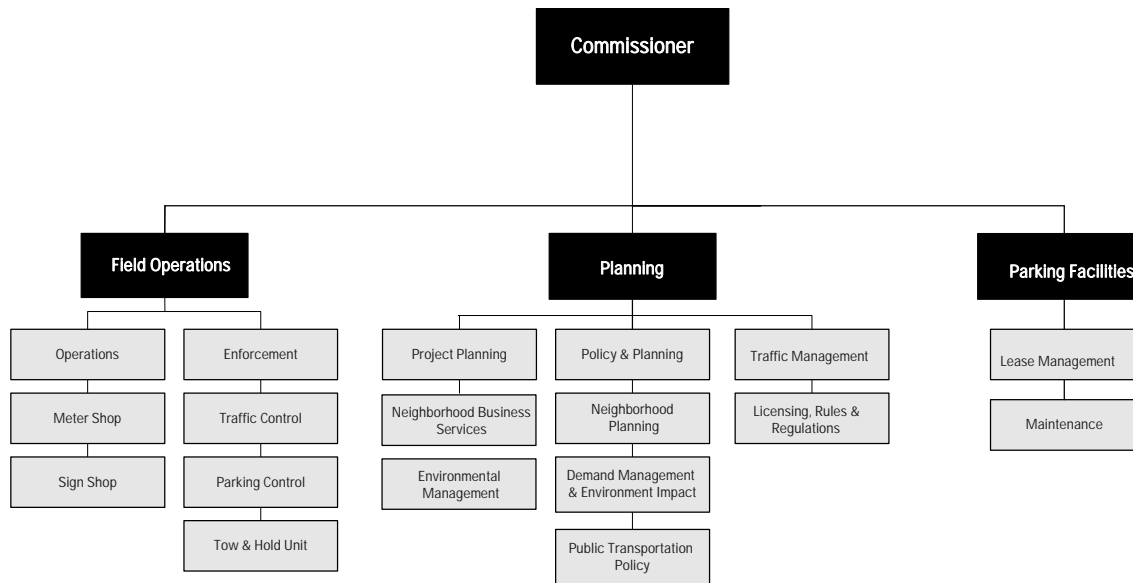 Commissioner
Field Operations
Planning
Parking Facilities
Operations
Enforcement
Project Planning
Policy & Planning
Traffic Management
Lease Management
Meter Shop
Traffic Control
Neighborhood Business
Services
Neighborhood
Planning
Licensing, Rules &
Regulations
Maintenance
Sign Shop
Parking Control
Environmental
Management
Demand Management
& Environment Impact
Tow & Hold Unit
Public Transportation
Policy